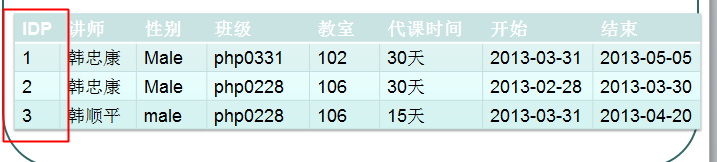 IDP 讲师 性别 班级 教室 代课时间 开始 结束
1 韩忠康 Male php0331 102 30天 2013-03-31 2013-05-05
2 韩忠康 Male php0228 106 30天 2013-02-28 2013-03-30
3 韩顺平 male php0228 106 15天 2013-03-31 2013-04-20